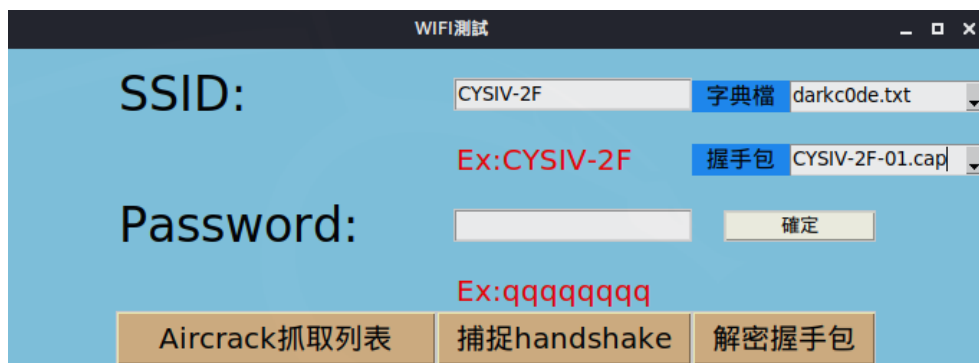 WIFI測試
SSID: CYSIV-2F 字典檔 darkc0de.txt
Ex:CYSIV-2F 握手包 CYSIV-2F-01.cap
Password: 確定
Ex:qqqqqqqq
Aircrack抓取列表 捕捉handshake 解密握手包